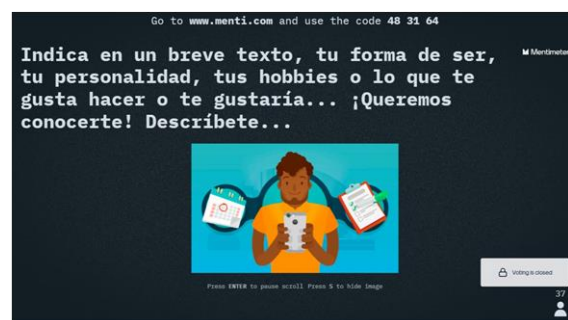 Go to www.menti.com and use the code 48 31 64
Indica en un breve texto, tu forma de ser,
tu personalidad, tus hobbies o lo que te
gusta hacer o te gustaría... ¡Queremos
conocerte! Descríbete...
Mentimeter
Press ENTER to pause scroll Press S to hide image
Voting is closed
37